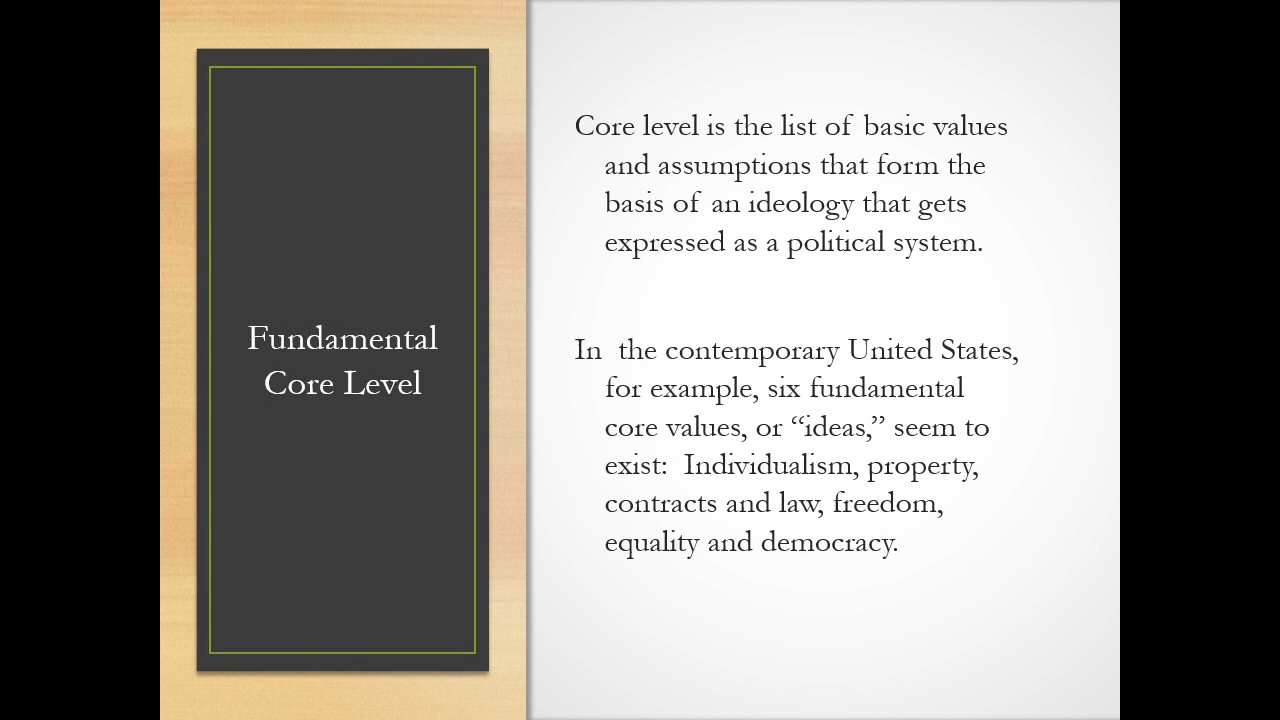 Fundamental
Core Level
Core level is the list of basic values
and assumptions that form the
basis of an ideology that gets
expressed as a political system.
In  the contemporary United States,
for example, six fundamental
core values, or “ideas,” seem to
exist:  Individualism, property,
contracts and law, freedom,
equality and democracy.